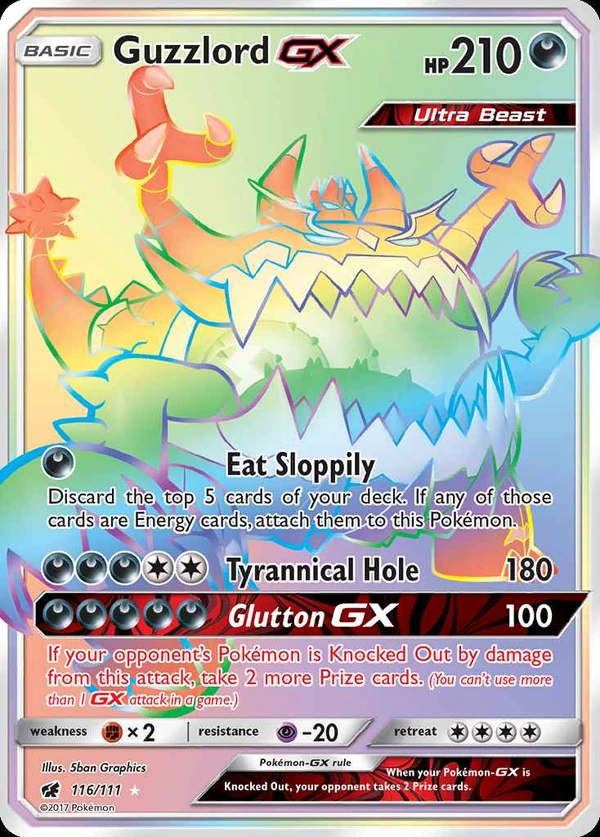 BASIC Guzzlord GX HP 210
Ultra Beast
Eat Sloppily
Discard the top 5 cards of your deck. If any of those
cards are Energy cards, attach them to this Pokémon.
Tyrannical Hole 180
Glutton GX 100
If your opponent's Pokémon is Knocked Out by damage
from this attack, take 2 more Prize cards. (You can't use more
than 1 GX attack in a game.)
weakness ×2 resistance -20 retreat
Illus. 5ban Graphics
116/111
©2017 Pokémon
Pokémon-GX rule
When your Pokémon-GX is
Knocked Out, your opponent takes 2 Prize cards.